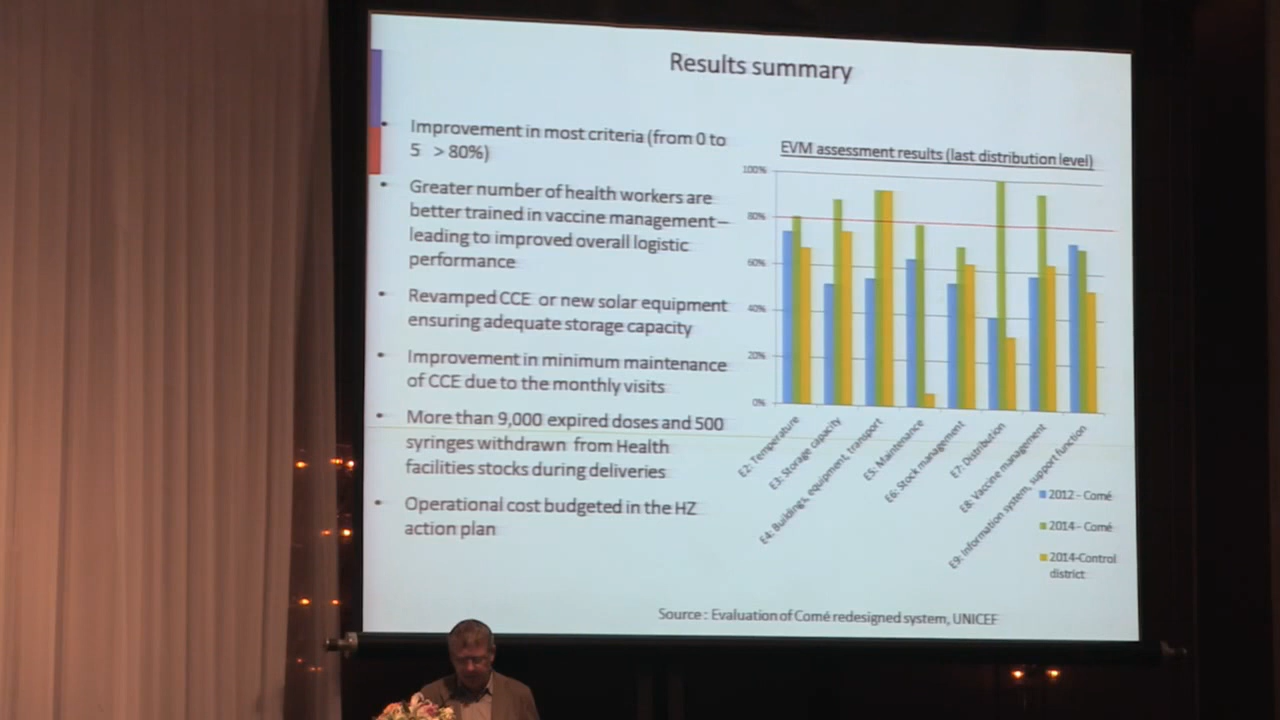 Results summary
Improvement in most criteria (from 0 to
5 > 80%)
Greater number of health workers are
better trained in vaccine management –
leading to improved overall logistic
performance
Revamped CCE or new solar equipment
ensuring adequate storage capacity
Improvement in minimum maintenance
of CCE due to the monthly visits
More than 9,000 expired doses and 500
syringes withdrawn from Health
facilities stocks during deliveries
Operational cost budgeted in the HZ
action plan
EVM assessment results (last distribution level)
100%
80%
60%
40%
20%
0%
E2: Temperature
E3: Storage capacity
E4: Buildings, equipment, transport
E5: Maintenance
E6: Stock management
E7: Distribution
E8: Vaccine management
E9: Information system, support function
2012 - Comé
2014 - Comé
2014-Control
district
Source : Evaluation of Comé redesigned system, UNICEF